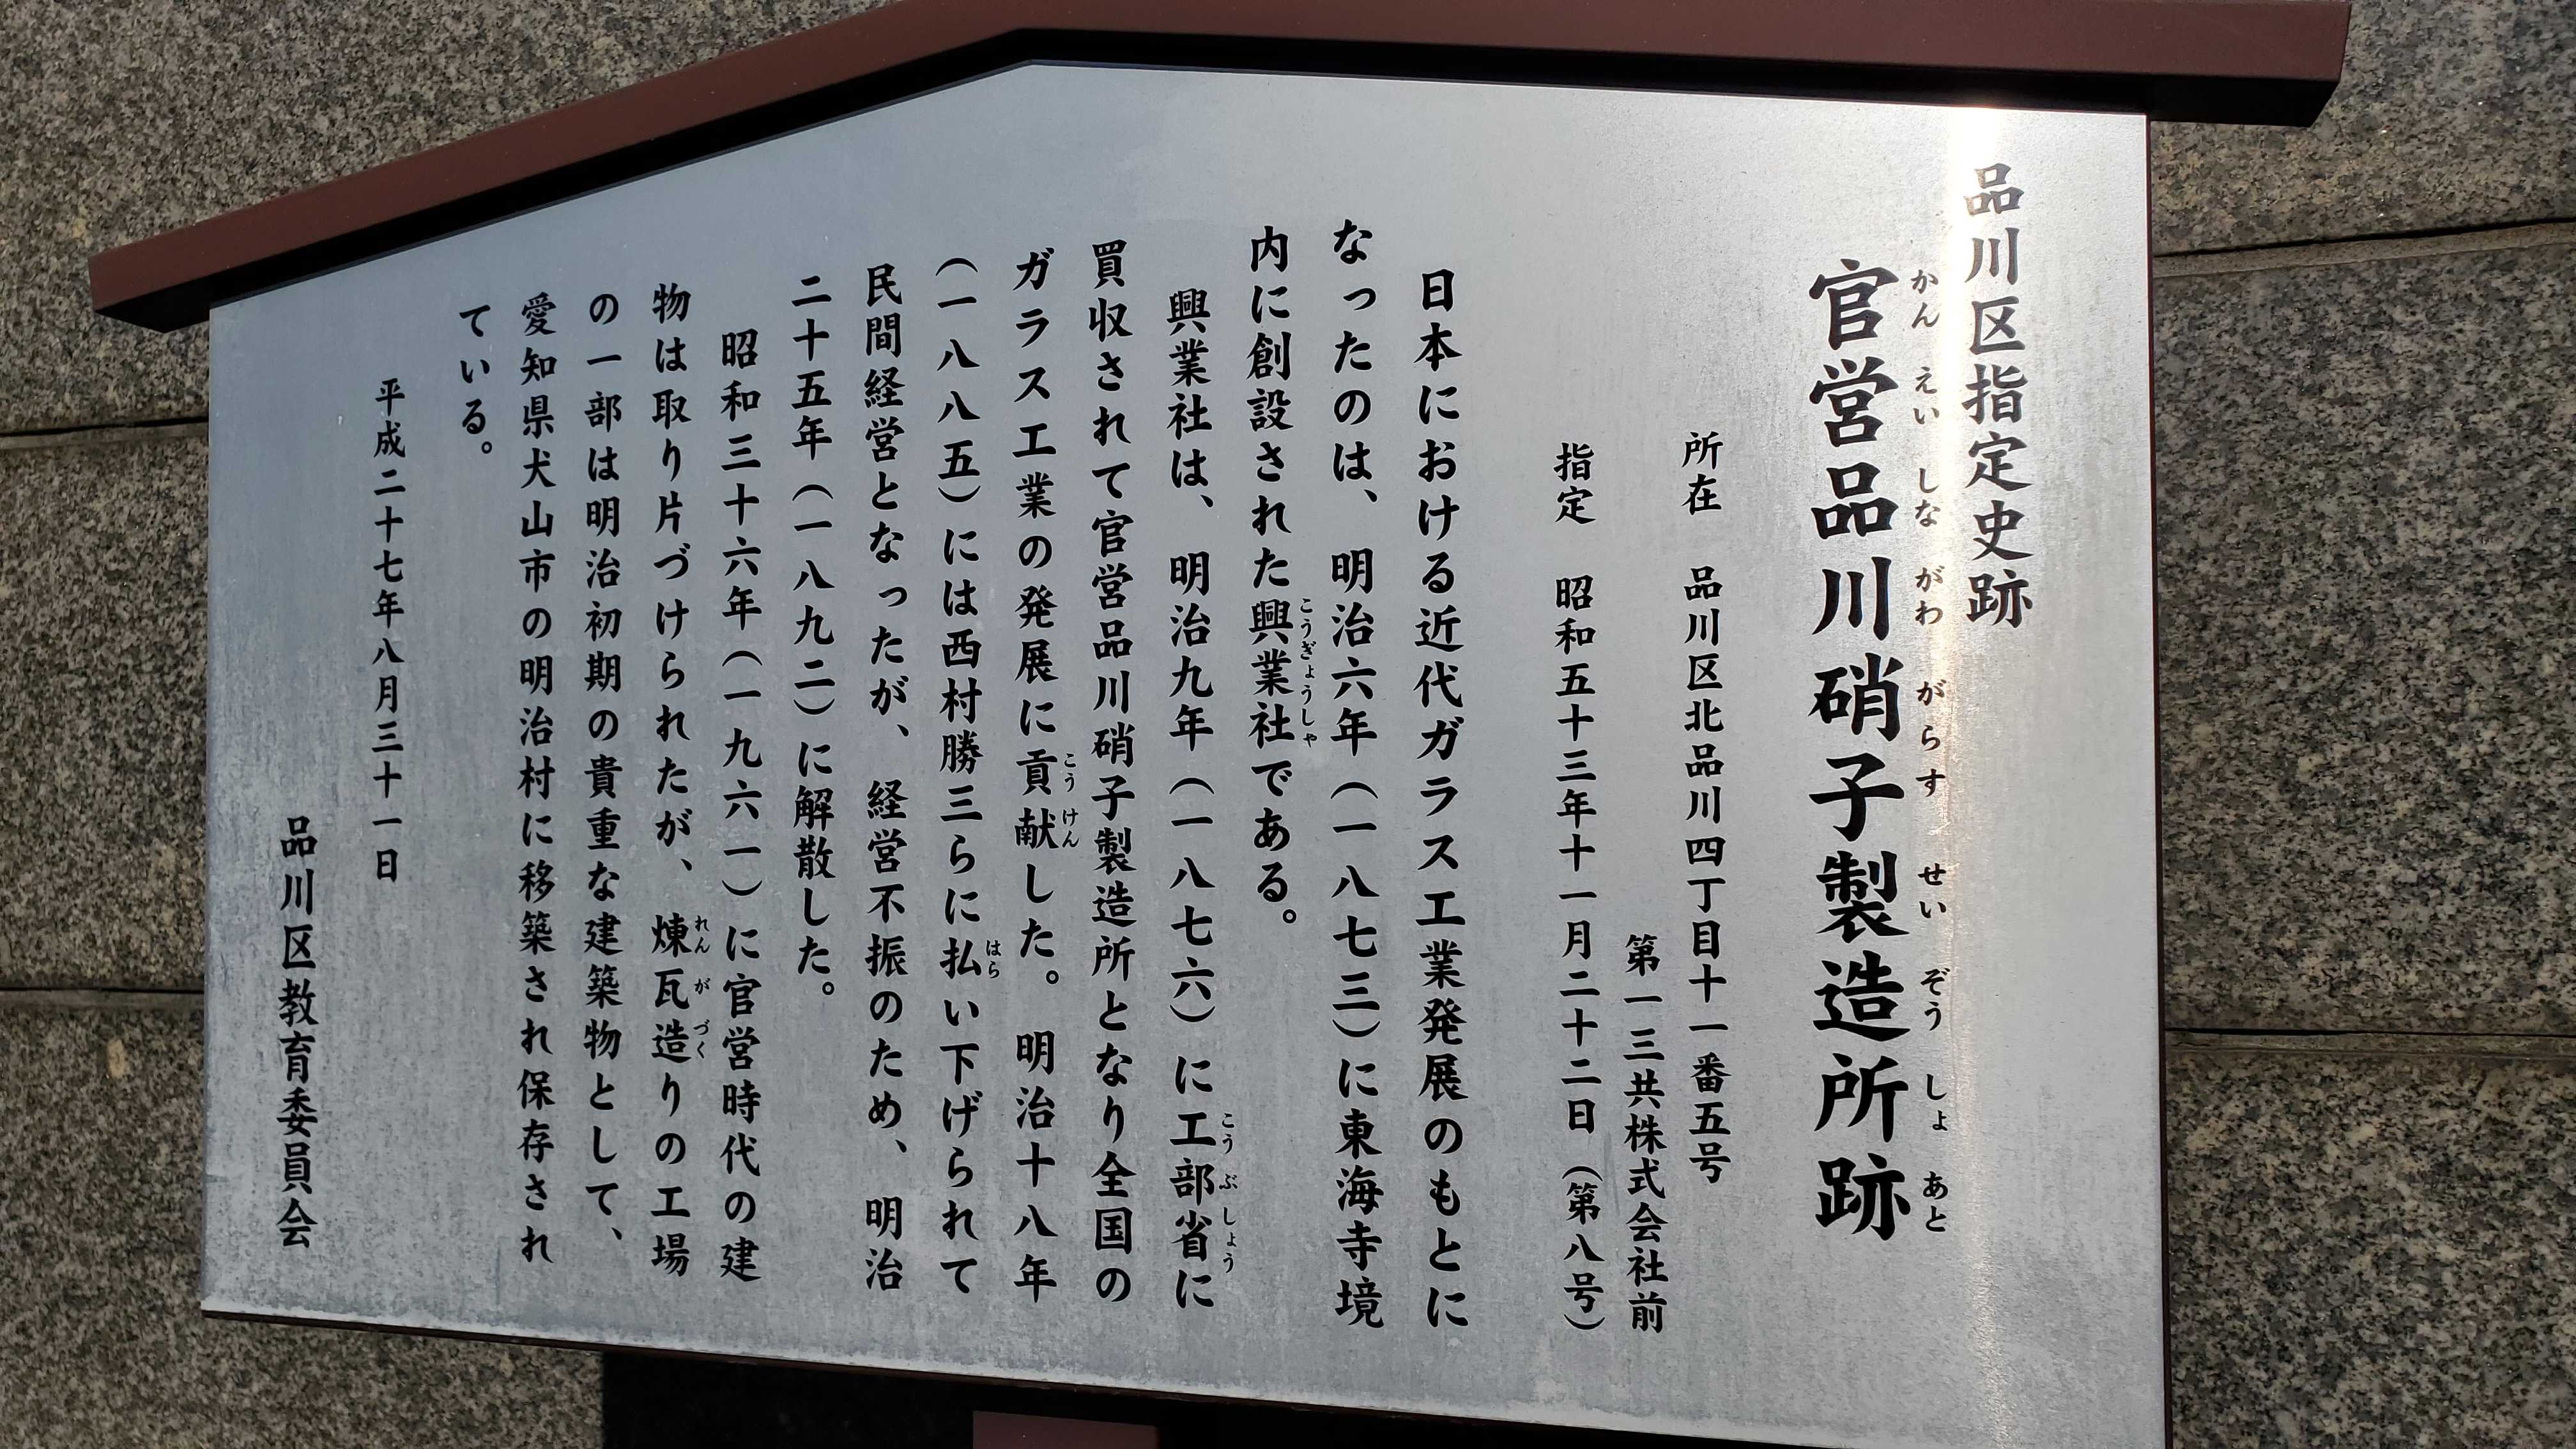 品川区指定史跡
官営品川硝子製造所跡
かんえいしながわがらすせいぞうしょあと
所在　品川区北品川四丁目十一番五号
第一三共株式会社前
指定　昭和五十三年十一月二十二日（第八号）
日本における近代ガラス工業発展のもとに
なったのは、明治六年（一八七三）に東海寺境
内に創設された興業社である。
こうぎょうしゃ
興業社は、明治九年（一八七六）に工部省に
こうぶしょう
買収されて官営品川硝子製造所となり全国の
ガラス工業の発展に貢献した。明治十八年
こうけん
（一八八五）には西村勝三らに払い下げられて
はら
民間経営となったが、経営不振のため、明治
二十五年（一八九二）に解散した。
昭和三十六年（一九六一）に官営時代の建
物は取り片づけられたが、煉瓦造りの工場
れんがづく
の一部は明治初期の貴重な建築物として、
愛知県犬山市の明治村に移築され保存され
ている。
平成二十七年八月三十一日
品川区教育委員会